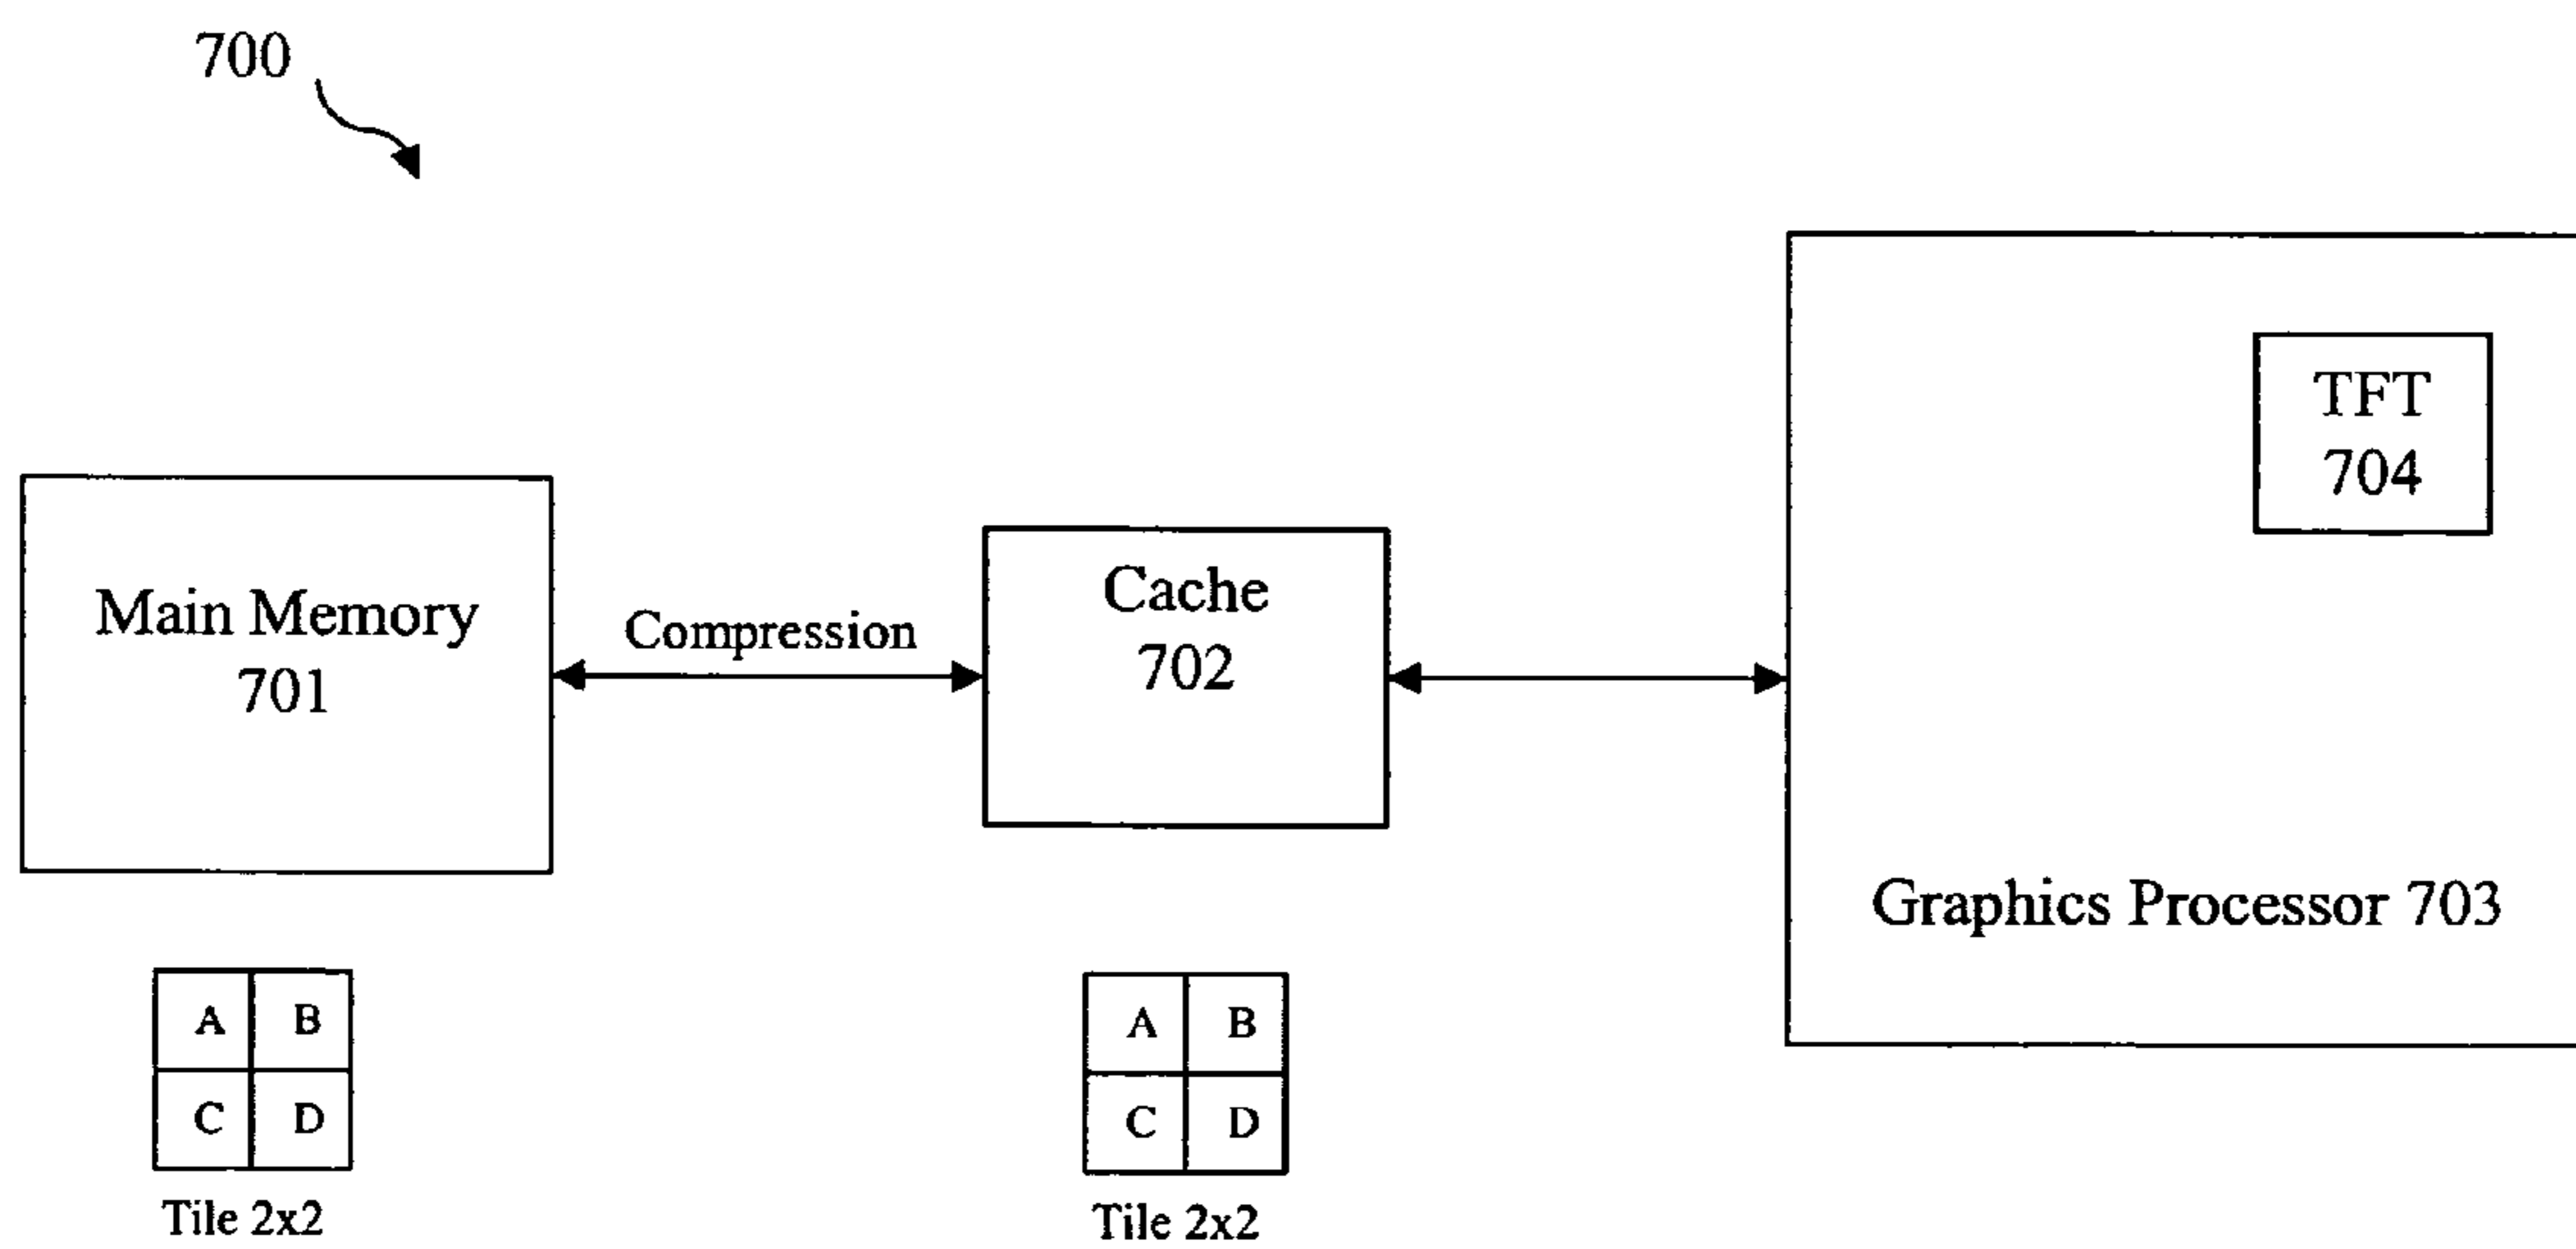 700
TFT
704
Main Memory
701
Compression
Cache
702
Graphics Processor 703
A B
C D
Tile 2x2
A B
C D
Tile 2x2